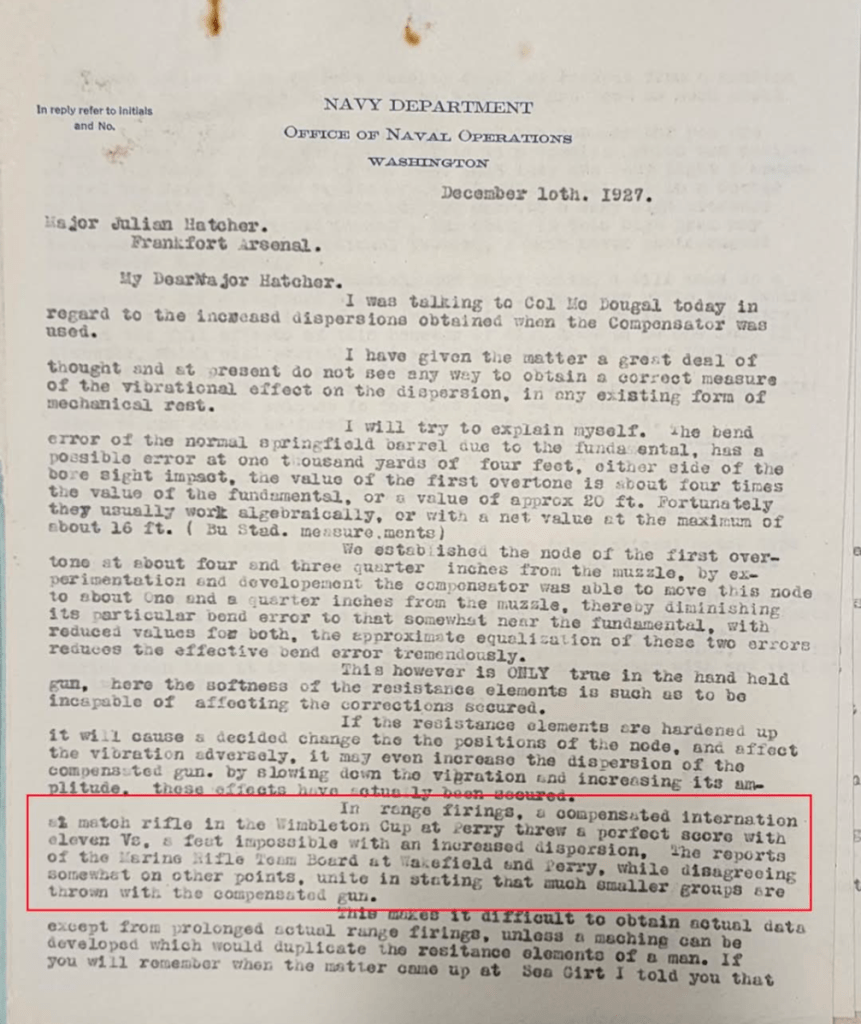 In reply refer to Initials
and No.
NAVY DEPARTMENT
OFFICE OF NAVAL OPERATIONS
WASHINGTON
December 10th. 1927.
Major Julian Hatcher.
Frankfort Arsenal.
My DearMajor Hatcher.
I was talking to Col Mc Dougal today in
regard to the increasd dispersions obtained when the Compensator was
used.
I have given the matter a great deal of
thought and at present do not see any way to obtain a correct measure
of the vibrational effect on the dispersion, in any existing form of
mechanical rest.
I will try to explain myself. The bend
error of the normal springfield barrel due to the funda ental, has a
possible error at one t ousand yards of four feet, either side of the
bore sight impact, the value of the first overtone is about four times
the value of the fundamental, or a value of approx 20 ft. Fortunately
they usually work algebraically, or with a net value at the maximum of
about 16 ft. ( Bu Stad. measure.ments)
We established the node of the first over-
tone at about four and three quarter inches from the muzzle, by ex-
perimentation and developement the compensator was able to move this node
to about One and a quarter inches from the muzzle, thereby diminishing
its particular bend error to that somewhat near the fundamental, with
reduced values for both, the approximate equalization of these two errors
reduces the effective bend error tremendously.
This however is ONLY true in the hand held
gun, here the softness of the resistance elements is such as to be
incapable of affecting the corrections secured.
If the resistance elements are hardened up
it will cause a decided change the the positions of the node, and affect
the vibration adversely, it may even increase the dispersion of the
compensated gun. by slowing down the vibration and increasing its am-
plitude. these effects have actually been secured.
In range firings, a compensated internation
al match rifle in the Wimbleton Cup at Perry threw a perfect score with
eleven Vs. a feat impossible with an increased dispersion, The reports
of the Marine Rifle Team Board at Wakefield and Perry, while disagreeing
somewhat on other points, unite in stating that much smaller groups are
thrown with the compensated gun.
This makes it difficult to obtain actual data
except from prolonged actual range firings, unless a maching can be
developed which would duplicate the resitance elements of a man. If
you will remember when the matter came up at Sea Girt I told you that